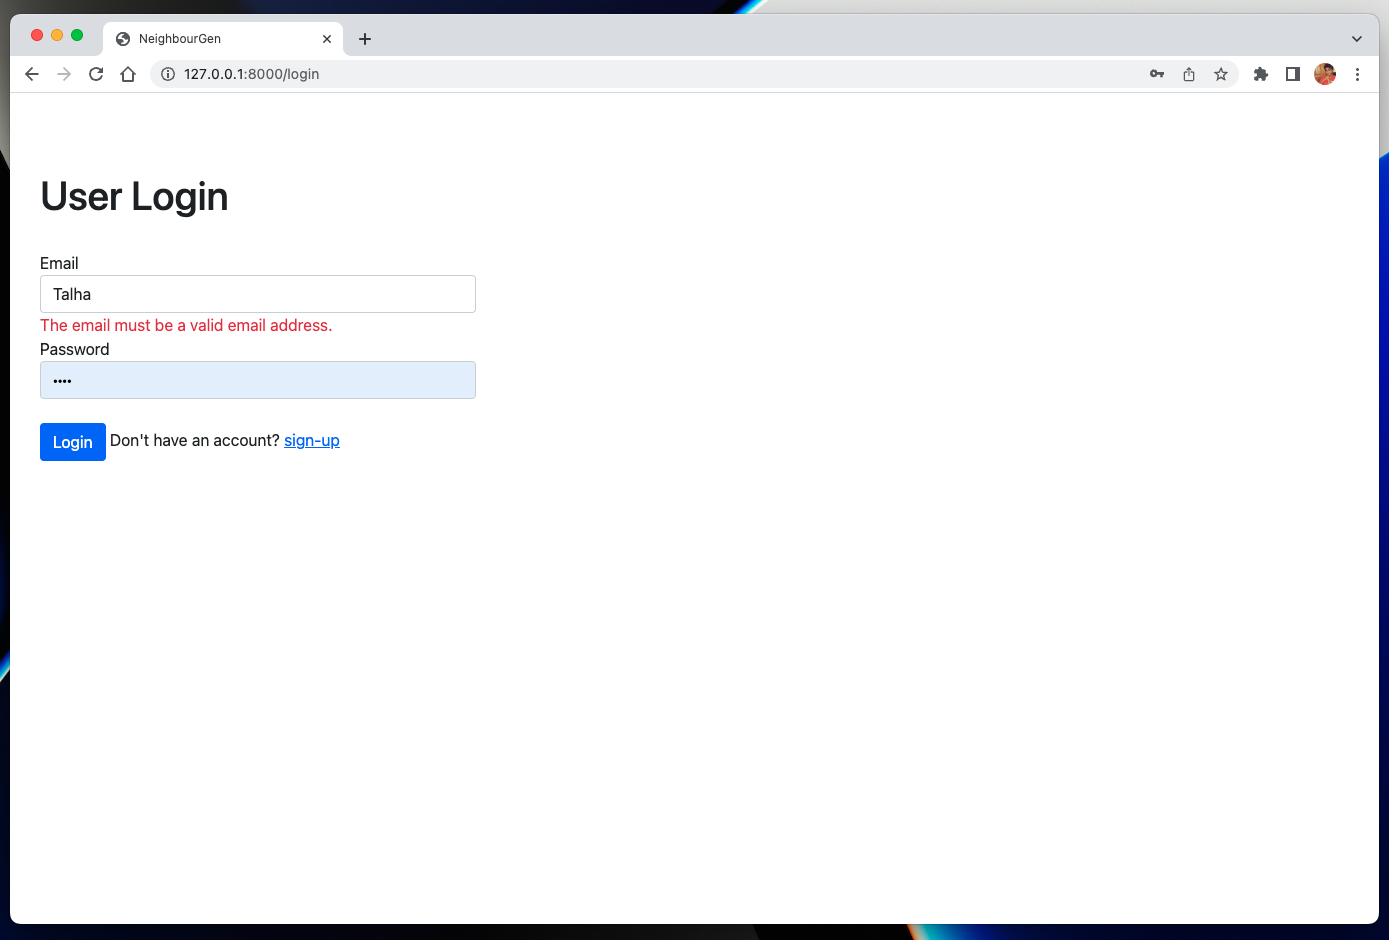 NeighbourGen
127.0.0.1:8000/login
User Login
Email
Talha
The email must be a valid email address.
Password
••••
Login Don't have an account? sign-up